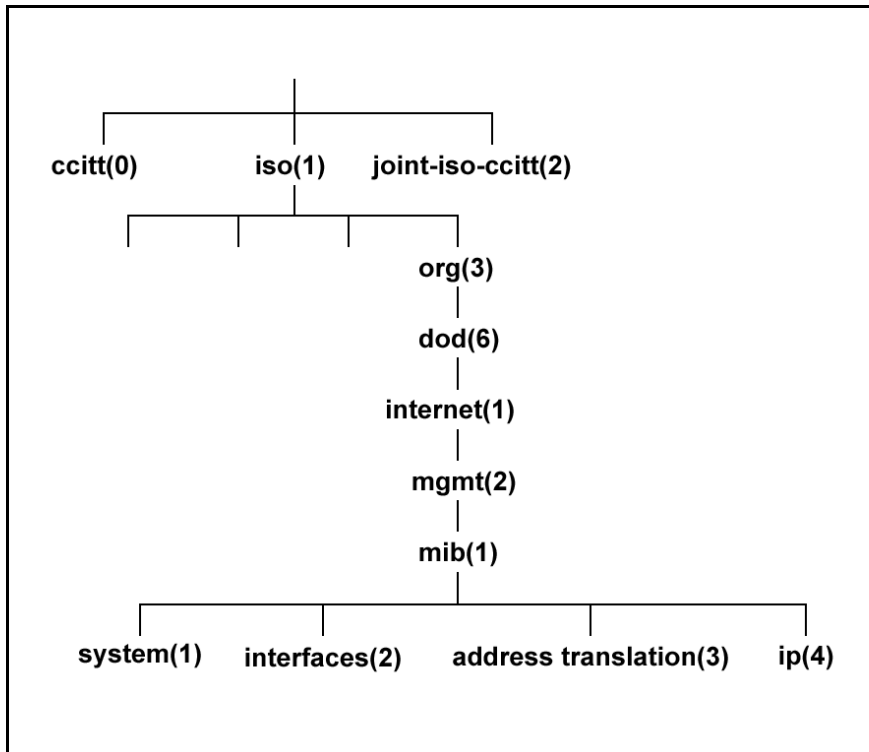 ccitt(0) iso(1) joint-iso-ccitt(2)
org(3)
dod(6)
internet(1)
mgmt(2)
mib(1)
system(1) interfaces(2) address translation(3) ip(4)